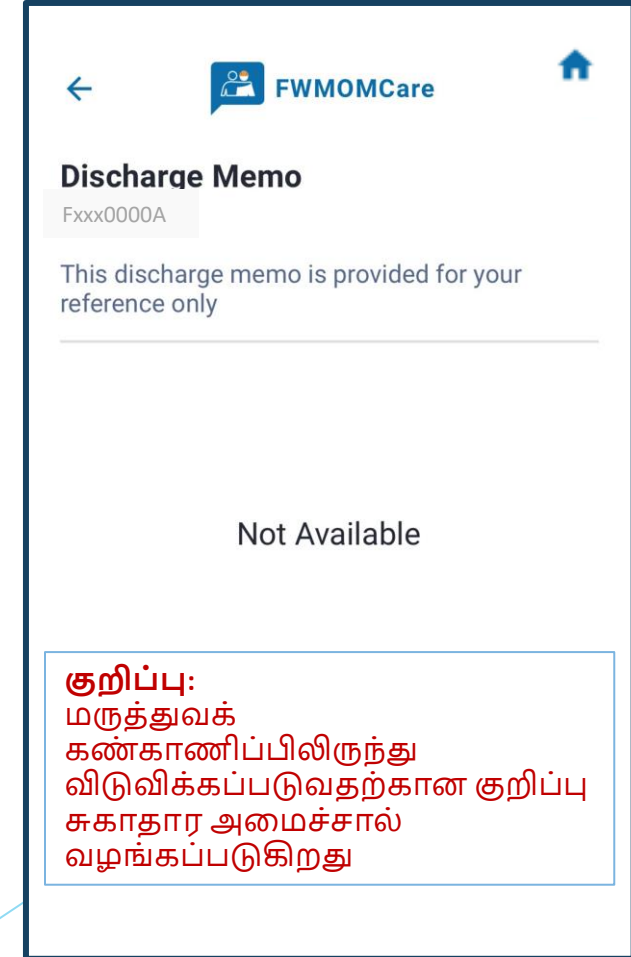 FWMOMCare
Discharge Memo
Fxxx0000A
This discharge memo is provided for your
reference only
Not Available
குறிப்பு:
மருத்துவக்
கண்காணிப்பிலிருந்து
விடுவிக்கப்படுவதற்கான குறிப்பு
சுகாதார அமைச்சால்
வழங்கப்படுகிறது